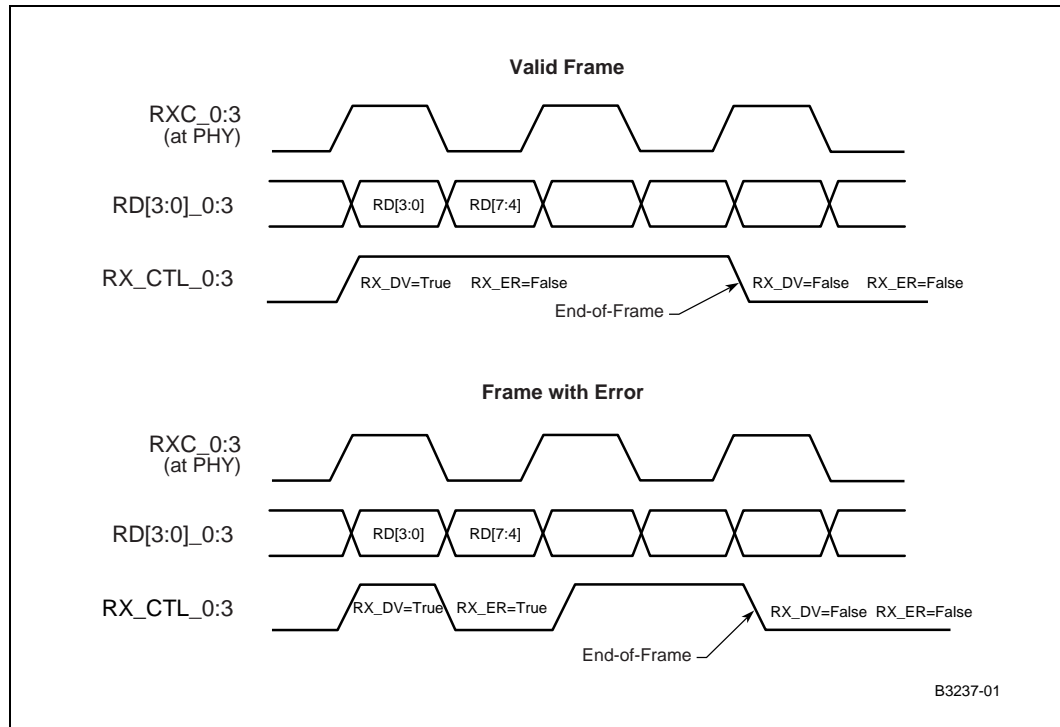 Valid Frame
RXC_0:3
(at PHY)
RD[3:0]_0:3
RD[3:0]
RD[7:4]
RX_CTL_0:3
RX_DV=True
RX_ER=False
RX_DV=False
RX_ER=False
End-of-Frame
Frame with Error
RXC_0:3
(at PHY)
RD[3:0]_0:3
RD[3:0]
RD[7:4]
RX_CTL_0:3
RX_DV=True
RX_ER=True
RX_DV=False
RX_ER=False
End-of-Frame
B3237-01